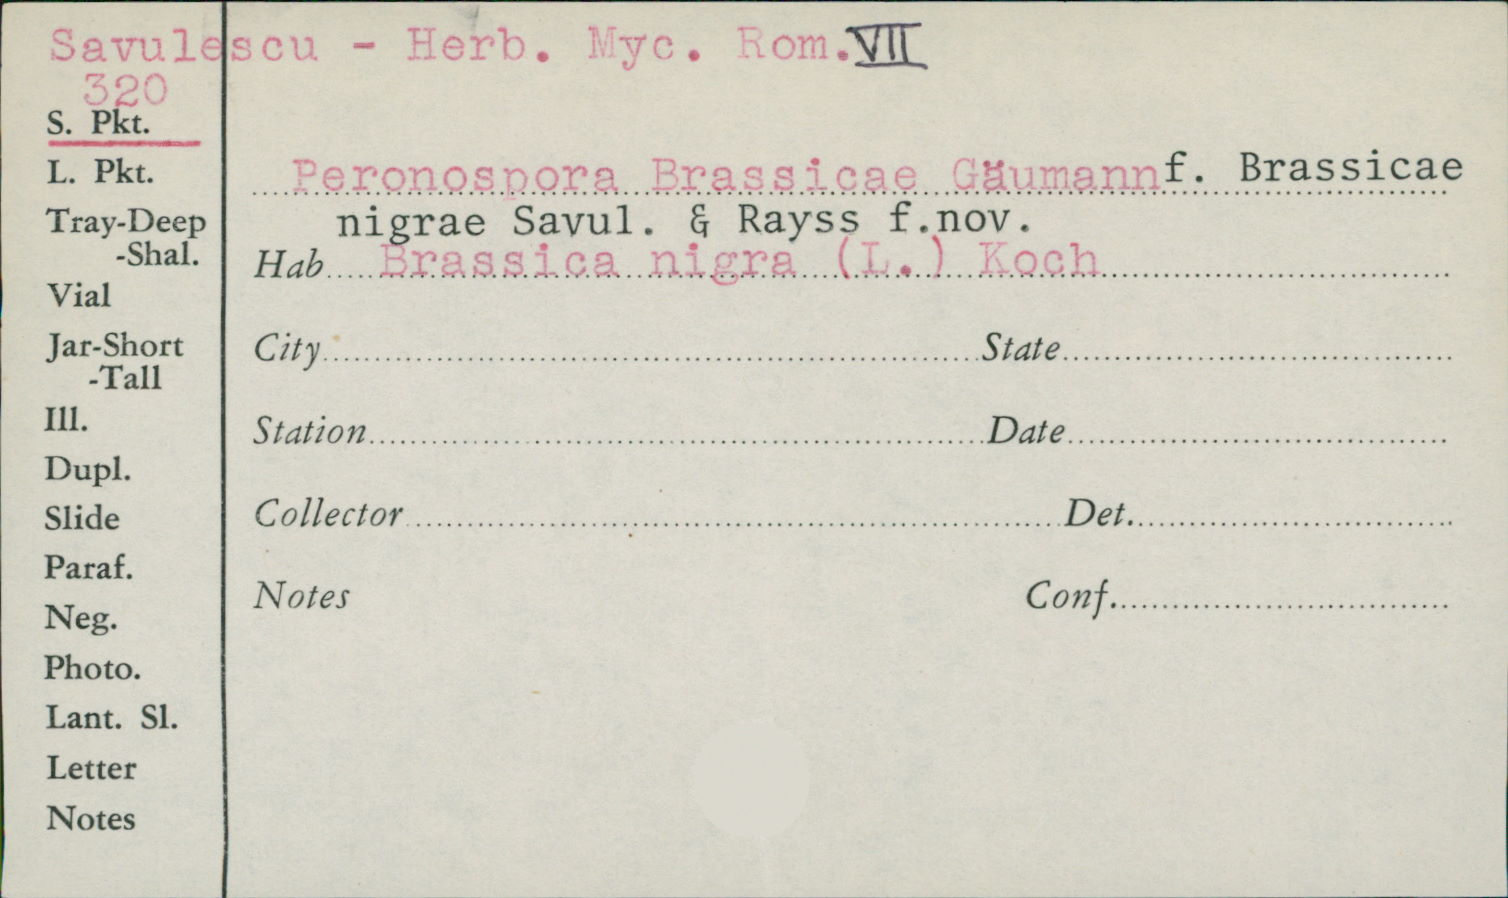 Savulescu - Herb. Myc. Rom. VII
320
S. Pkt.
L. Pkt.
Tray-Deep
-Shal.
Vial
Jar-Short
-Tall
Ill.
Dupl.
Slide
Paraf.
Neg.
Photo.
Lant. Sl.
Letter
Notes
Peronospora Brassicae Gäumann f. Brassicae
nigrae Savul. & Rayss f.nov.
Hab Brassica nigra (L.) Koch
City State
Station Date
Collector Det.
Notes Conf.